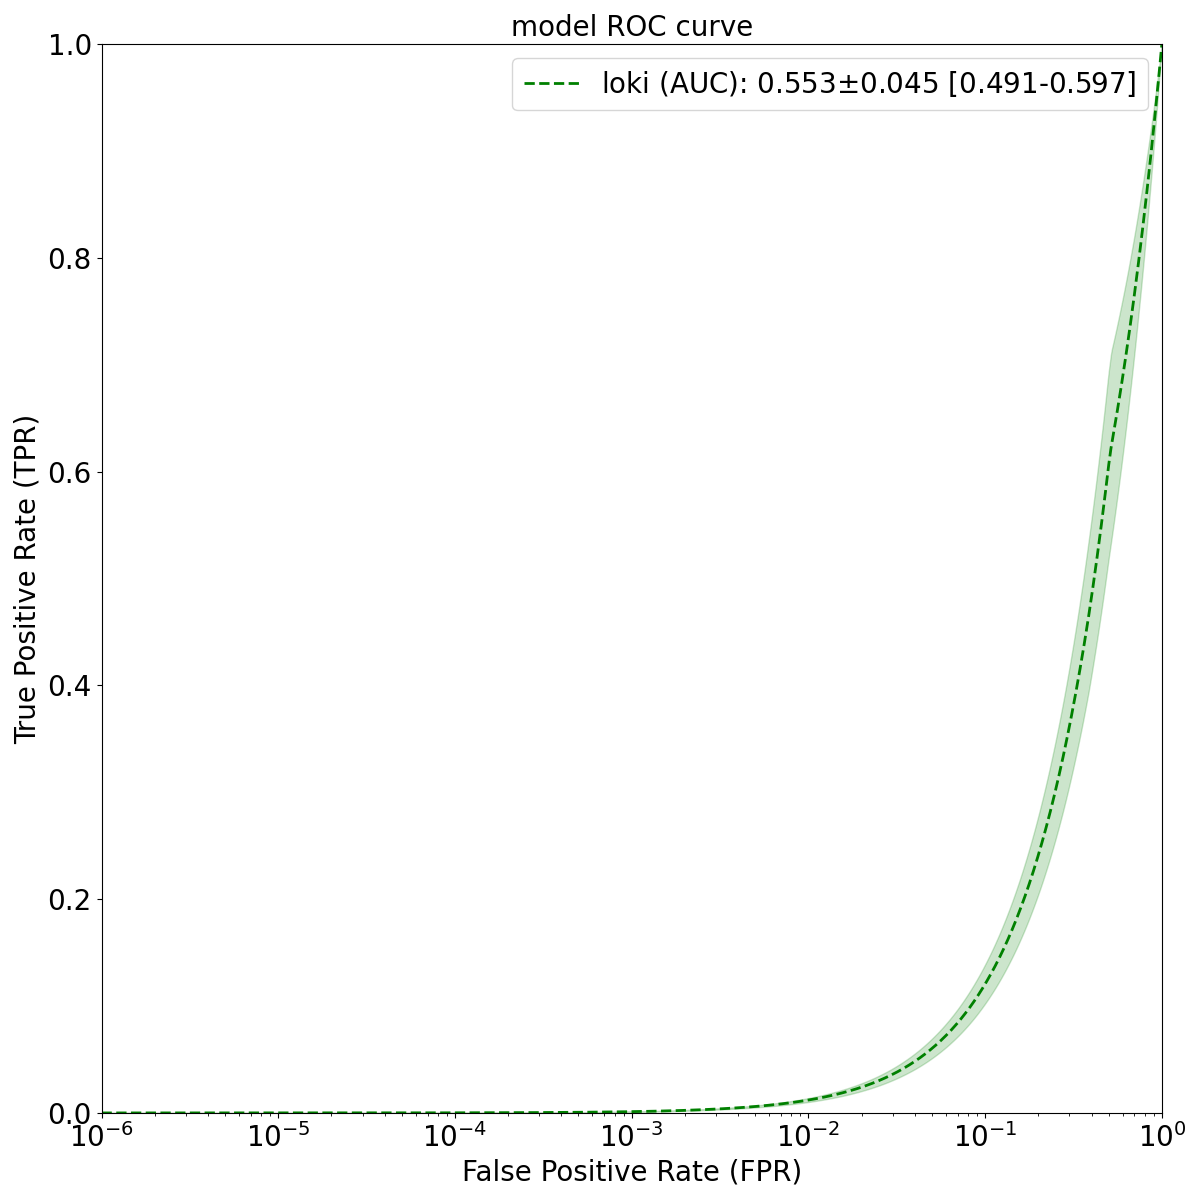 model ROC curve
loki (AUC): 0.553±0.045 [0.491-0.597]
1.0
0.8
0.6
0.4
0.2
0.0
True Positive Rate (TPR)
10⁻⁶ 10⁻⁵ 10⁻⁴ 10⁻³ 10⁻² 10⁻¹ 10⁰
False Positive Rate (FPR)